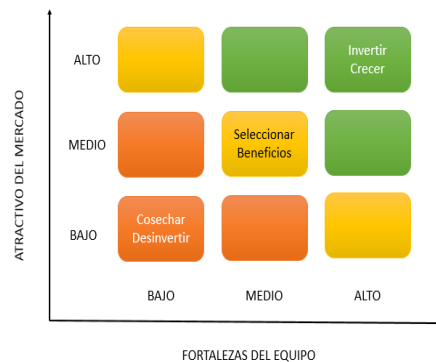 ATRACTIVO DEL MERCADO
ALTO
Invertir
Crecer
MEDIO
Seleccionar
Beneficios
BAJO
Cosechar
Desinvertir
BAJO
MEDIO
ALTO
FORTALEZAS DEL EQUIPO